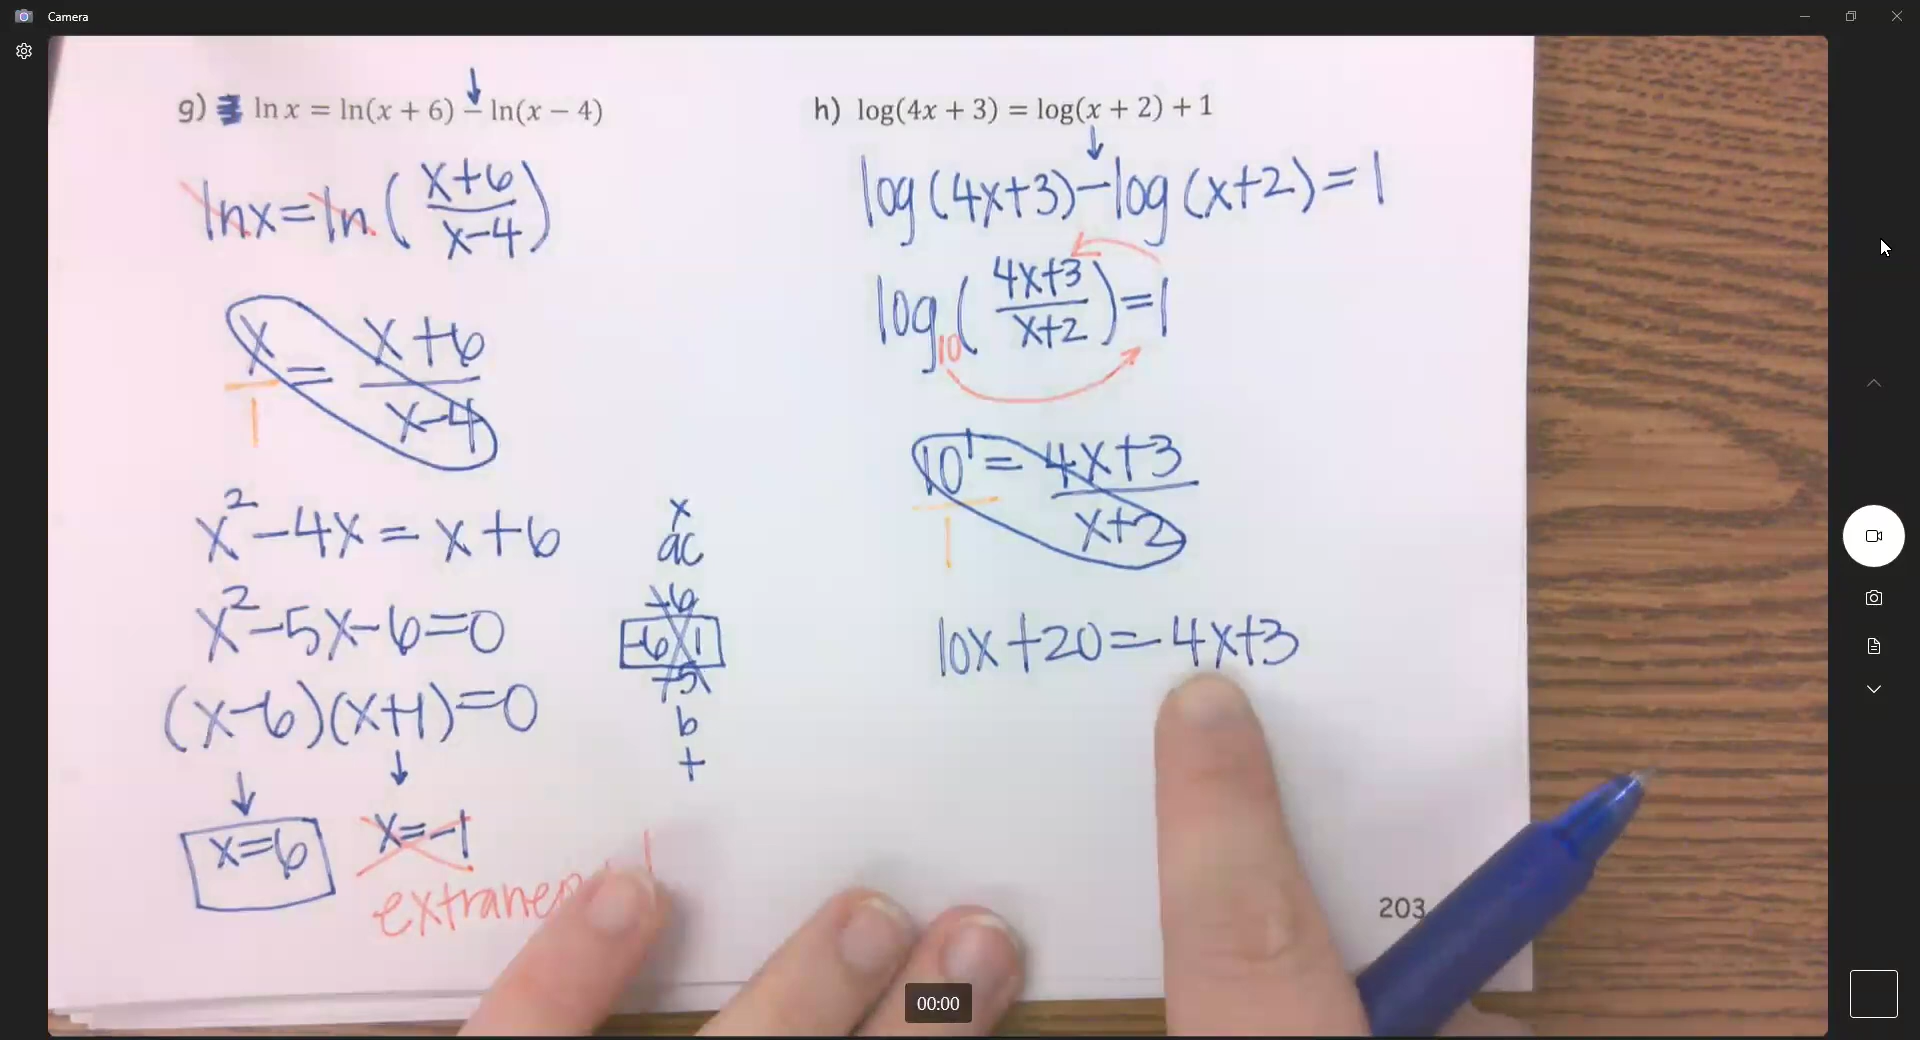 Camera
g) ln x = ln(x + 6) − ln(x − 4)
lnx = ln(x+6/x-4)
x/1 = x+6/x-4
x² - 4x = x + 6
x² - 5x - 6 = 0
(x-6)(x+1) = 0
x = 6 x = -1
x
ac
-6
-6 1
-5
b
+
h) log(4x + 3) = log(x + 2) + 1
log(4x+3) - log(x+2) = 1
log10(4x+3/x+2) = 1
10¹/1 = 4x+3/x+2
10x + 20 = 4x+3
203
00:00